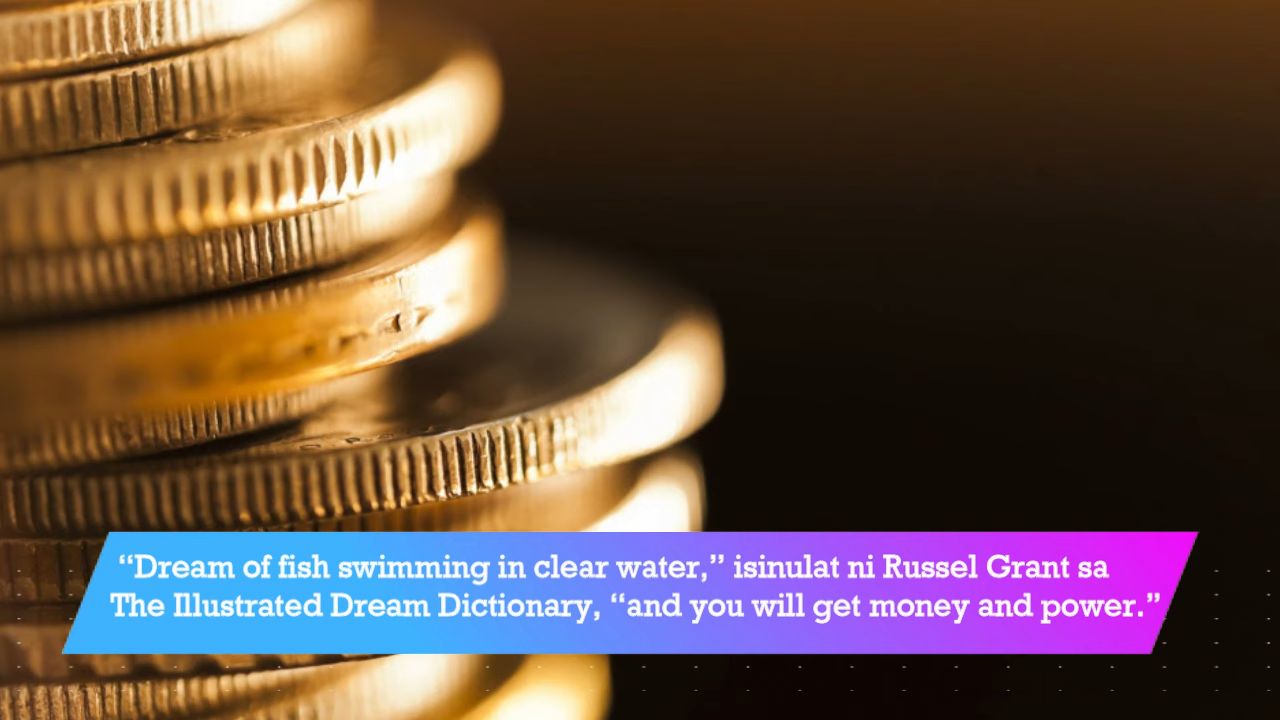 “Dream of fish swimming in clear water,” isinulat ni Russel Grant sa
The Illustrated Dream Dictionary, “and you will get money and power.”